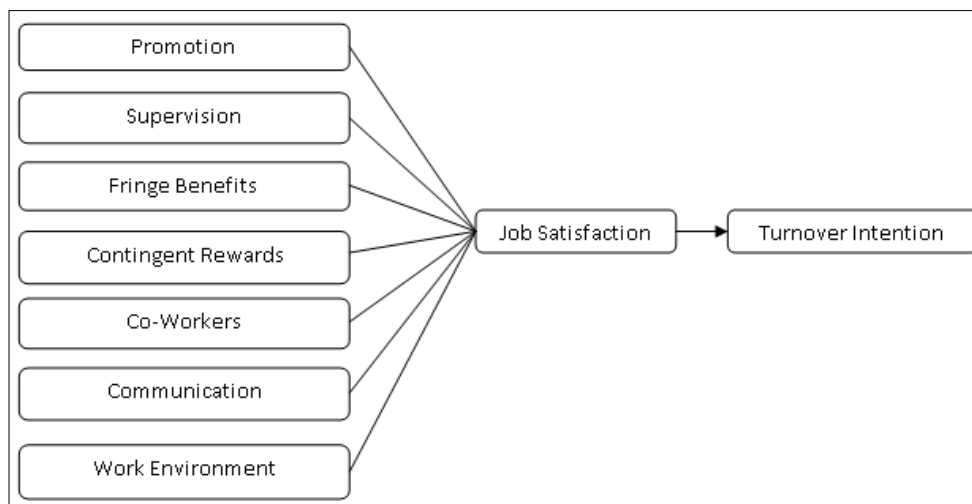 Promotion
Supervision
Fringe Benefits
Contingent Rewards
Co-Workers
Communication
Work Environment
Job Satisfaction
Turnover Intention